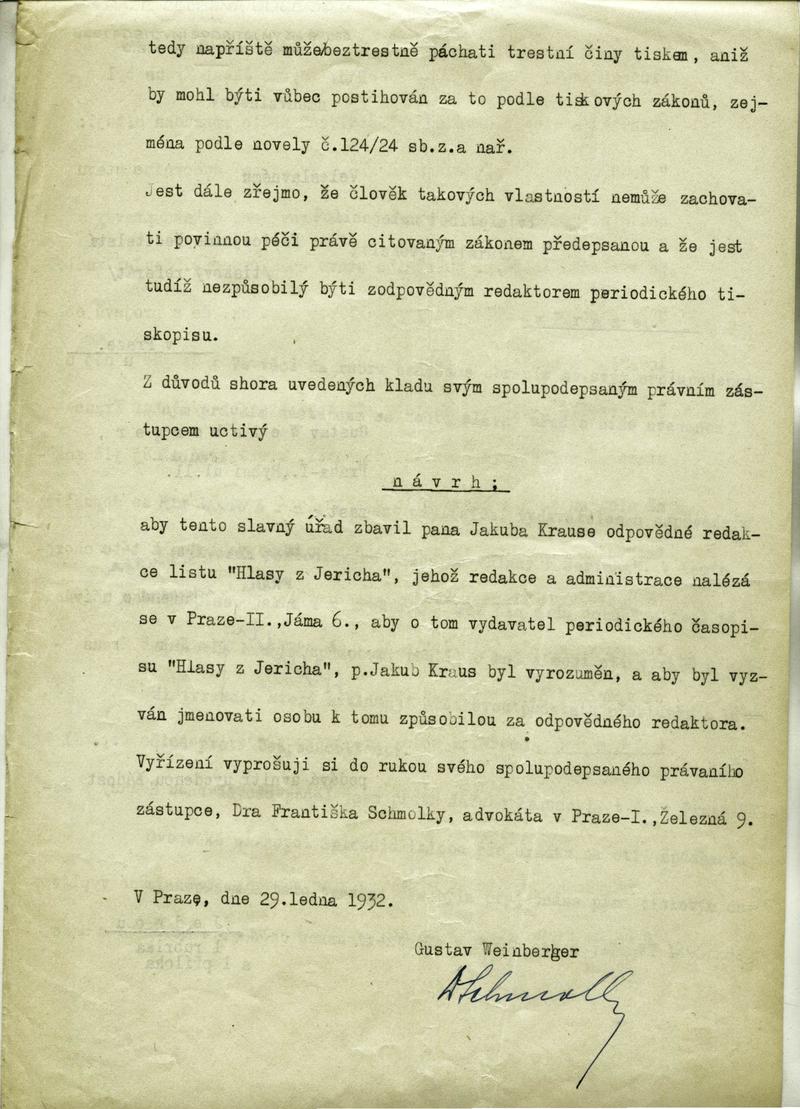 tedy napříště může beztrestně páchati trestní činy tiskem, aniž
by mohl býti vůbec postihován za to podle tiskových zákonů, zej-
ména podle novely č.124/24 sb.z.a nař.
Jest dále zřejmo, že člověk takových vlastností nemůže zachova-
ti povinnou péči právě citovaným zákonem předepsanou a že jest
tudíž nezpůsobilý býti zodpovědným redaktorem periodického ti-
skopisu.
Z důvodů shora uvedených kladu svým spolupodepsaným právním zás-
tupcem uctivý
n á v r h ;
aby tento slavný úřad zbavil pana Jakuba Krause odpovědné redak-
ce listu "Hlasy z Jericha", jehož redakce a administrace nalézá
se v Praze-II.,Jáma 6., aby o tom vydavatel periodického časopi-
su "Hlasy z Jericha", p.Jakub Kraus byl vyrozuměn, a aby byl vyz-
ván jmenovati osobu k tomu způsobilou za odpovědného redaktora.
Vyřízení vyprošuji si do rukou svého spolupodepsaného právaního
zástupce, Dra Františka Schmolky, advokáta v Praze-I.,Železná 9.
V Praze, dne 29.ledna 1932.
Gustav Weinberger
DSchmolky